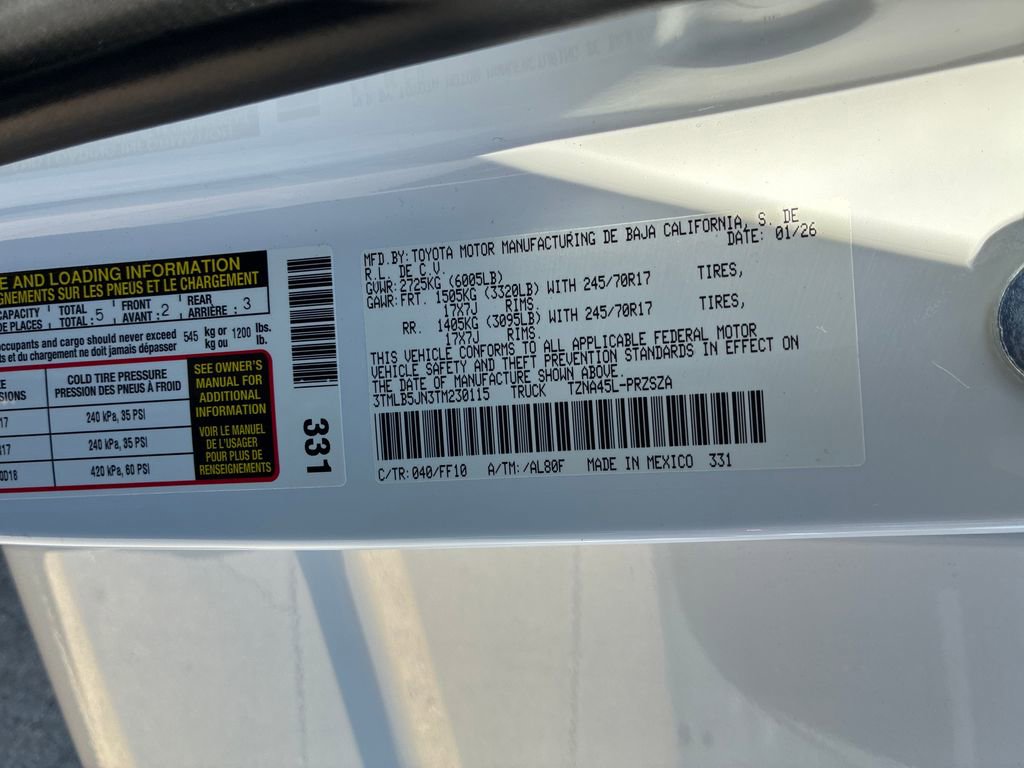 E AND LOADING INFORMATION
GNEMENTS SUR LES PNEUS ET LE CHARGEMENT
CAPACITY TOTAL FRONT REAR
DE PLACES TOTAL :5 AVANT :2 ARRIÈRE : 3
occupants and cargo should never exceed 545 kg or 1200 lbs.
ts et du chargement ne doit jamais dépasser kg ou lb.
COLD TIRE PRESSURE
SIONS PRESSION DES PNEUS À FROID
17 240 kPa, 35 PSI
17 240 kPa, 35 PSI
0D18 420 kPa, 60 PSI
SEE OWNER'S
MANUAL FOR
ADDITIONAL
INFORMATION
VOIR LE MANUEL
DE L'USAGER
POUR PLUS DE
RENSEIGNEMENTS
331
MFD.BY:TOYOTA MOTOR MANUFACTURING DE BAJA CALIFORNIA, S. DE
R.L. DE C.V. DATE: 01/26
GVWR: 2725KG (6005LB)
GAWR: FRT. 1505KG (3320LB) WITH 245/70R17 TIRES,
17X7J RIMS
RR. 1405KG (3095LB) WITH 245/70R17 TIRES,
17X7J RIMS
THIS VEHICLE CONFORMS TO ALL APPLICABLE FEDERAL MOTOR
VEHICLE SAFETY AND THEFT PREVENTION STANDARDS IN EFFECT ON
THE DATE OF MANUFACTURE SHOWN ABOVE.
3TMLB5JN3TM230115 TRUCK TZNA45L-PRZSZA
C/TR: 040/FF10 A/TM: /AL80F MADE IN MEXICO 331